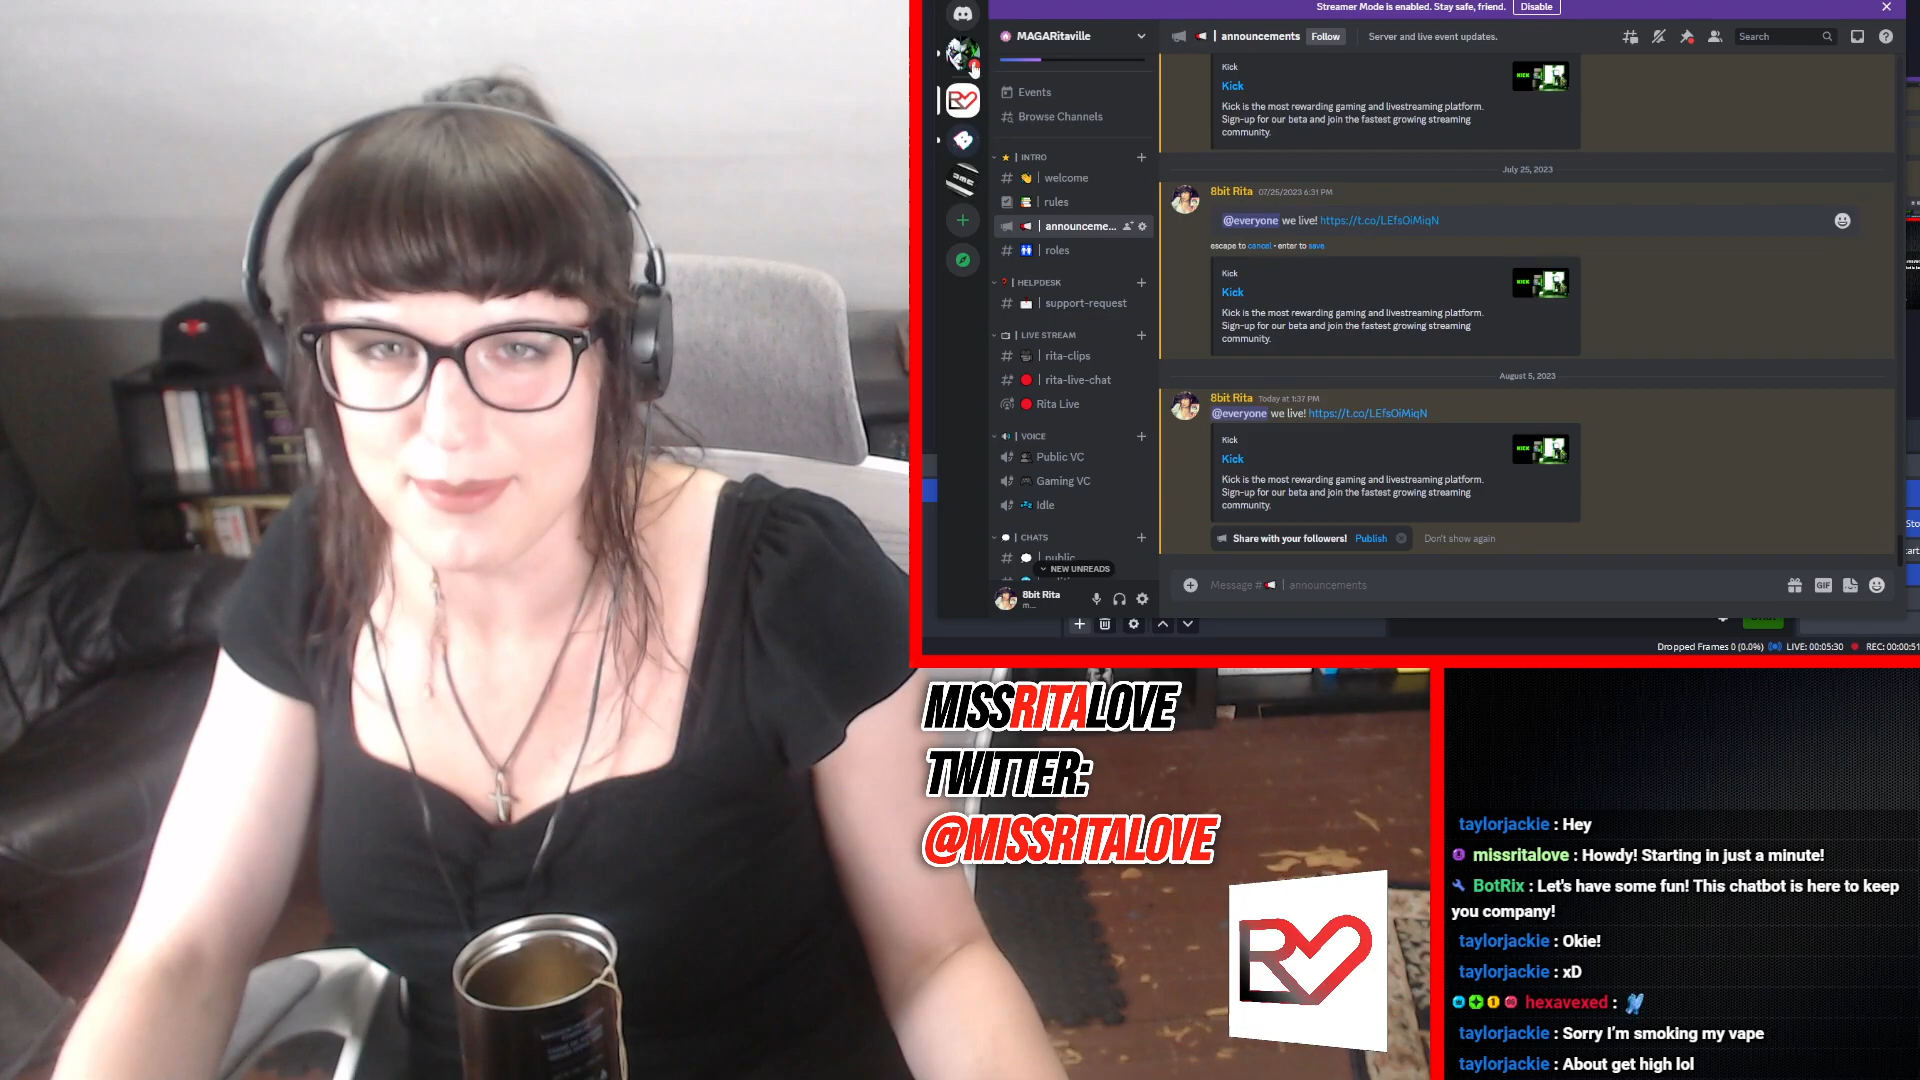 Streamer Mode is enabled. Stay safe, friend.
Disable
MAGARitaville
Events
Browse Channels
| INTRO
| welcome
| rules
| announceme...
| roles
| HELPDESK
| support-request
| LIVE STREAM
| rita-clips
| rita-live-chat
Rita Live
| VOICE
Public VC
Gaming VC
Idle
| CHATS
| public
NEW UNREADS
8bit Rita
m...
| announcements
Follow
Server and live event updates.
Search
Kick
Kick
Kick is the most rewarding gaming and livestreaming platform.
Sign-up for our beta and join the fastest growing streaming
community.
July 25, 2023
8bit Rita 07/25/2023 6:31 PM
@everyone we live! https://t.co/LEfsOiMiqN
escape to cancel • enter to save
Kick
Kick
Kick is the most rewarding gaming and livestreaming platform.
Sign-up for our beta and join the fastest growing streaming
community.
August 5, 2023
8bit Rita Today at 1:37 PM
@everyone we live! https://t.co/LEfsOiMiqN
Kick
Kick
Kick is the most rewarding gaming and livestreaming platform.
Sign-up for our beta and join the fastest growing streaming
community.
Share with your followers! Publish
Don't show again
Message # | announcements
GIF
Dropped Frames 0 (0.0%) LIVE: 00:05:30 REC: 00:00:51
MISSRITALOVE
TWITTER:
@MISSRITALOVE
taylorjackie : Hey
missritalove : Howdy! Starting in just a minute!
BotRix : Let's have some fun! This chatbot is here to keep
you company!
taylorjackie : Okie!
taylorjackie : xD
hexavexed :
taylorjackie : Sorry I'm smoking my vape
taylorjackie : About get high lol